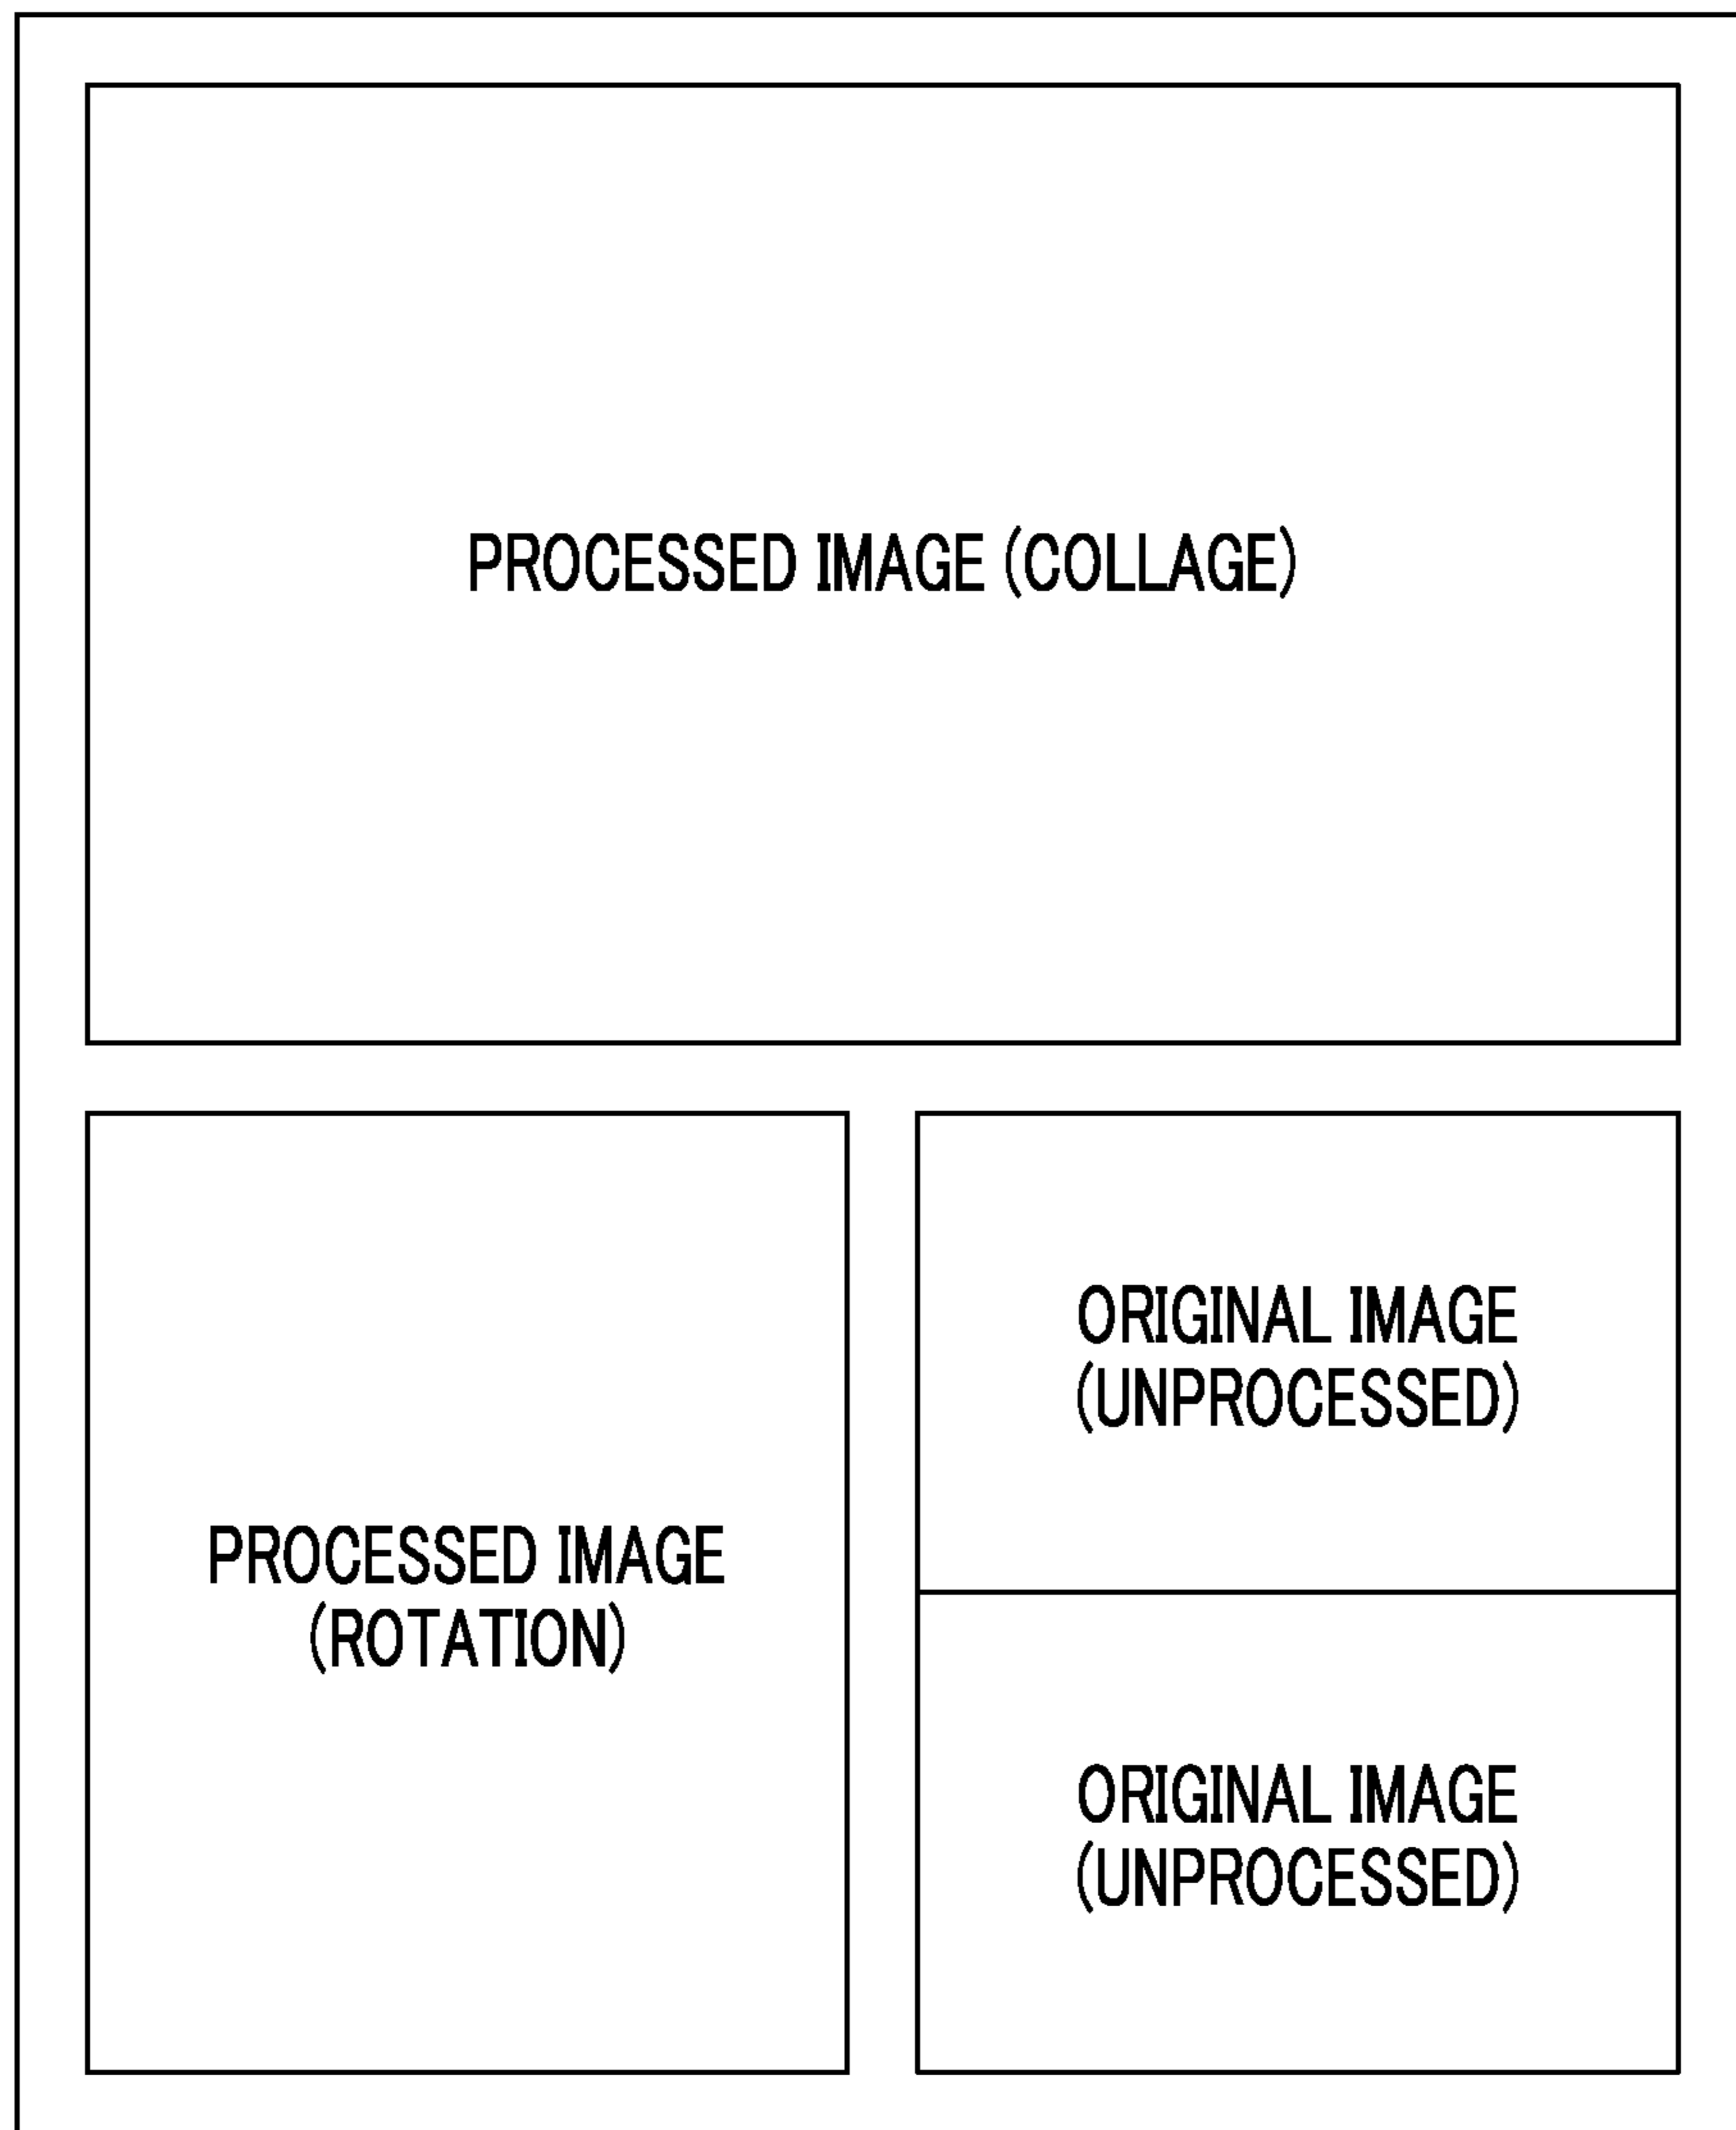 PROCESSED IMAGE (COLLAGE)
PROCESSED IMAGE
(ROTATION)
ORIGINAL IMAGE
(UNPROCESSED)
ORIGINAL IMAGE
(UNPROCESSED)